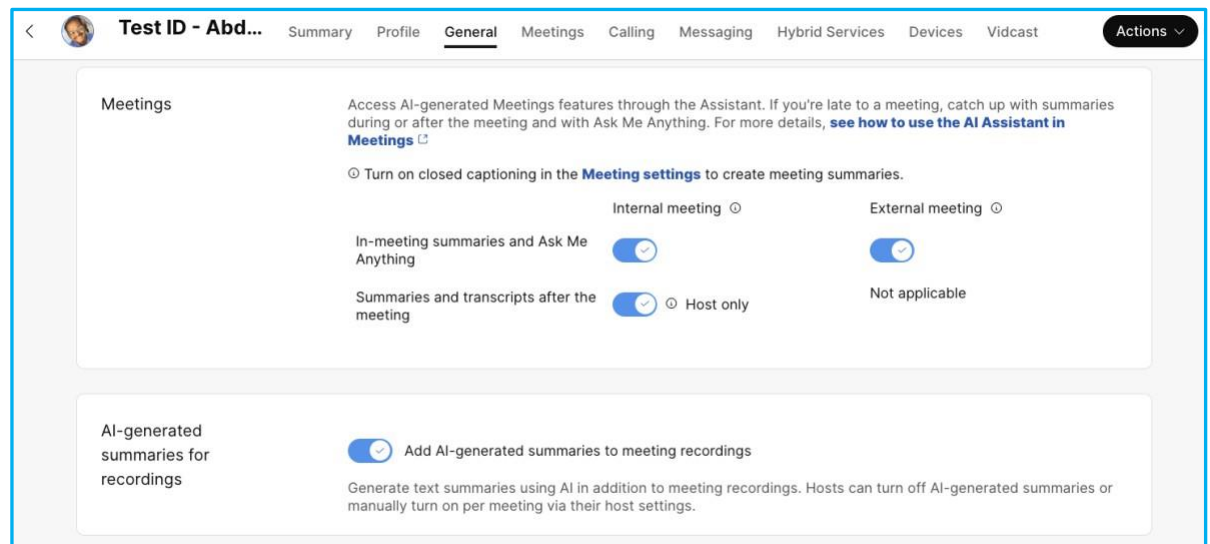 Test ID - Abd... Summary Profile General Meetings Calling Messaging Hybrid Services Devices Vidcast Actions
Meetings
Access AI-generated Meetings features through the Assistant. If you're late to a meeting, catch up with summaries
during or after the meeting and with Ask Me Anything. For more details, see how to use the AI Assistant in
Meetings
Turn on closed captioning in the Meeting settings to create meeting summaries.
Internal meeting External meeting
In-meeting summaries and Ask Me
Anything
Summaries and transcripts after the
meeting
Host only
Not applicable
AI-generated
summaries for
recordings
Add AI-generated summaries to meeting recordings
Generate text summaries using AI in addition to meeting recordings. Hosts can turn off AI-generated summaries or
manually turn on per meeting via their host settings.